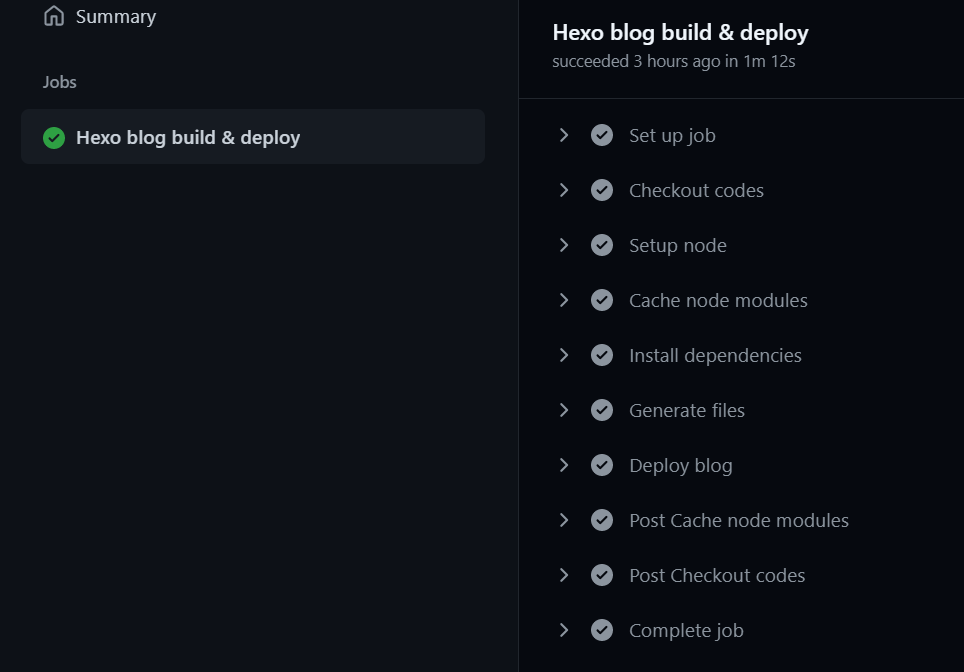 Summary
Jobs
Hexo blog build & deploy
Hexo blog build & deploy
succeeded 3 hours ago in 1m 12s
Set up job
Checkout codes
Setup node
Cache node modules
Install dependencies
Generate files
Deploy blog
Post Cache node modules
Post Checkout codes
Complete job